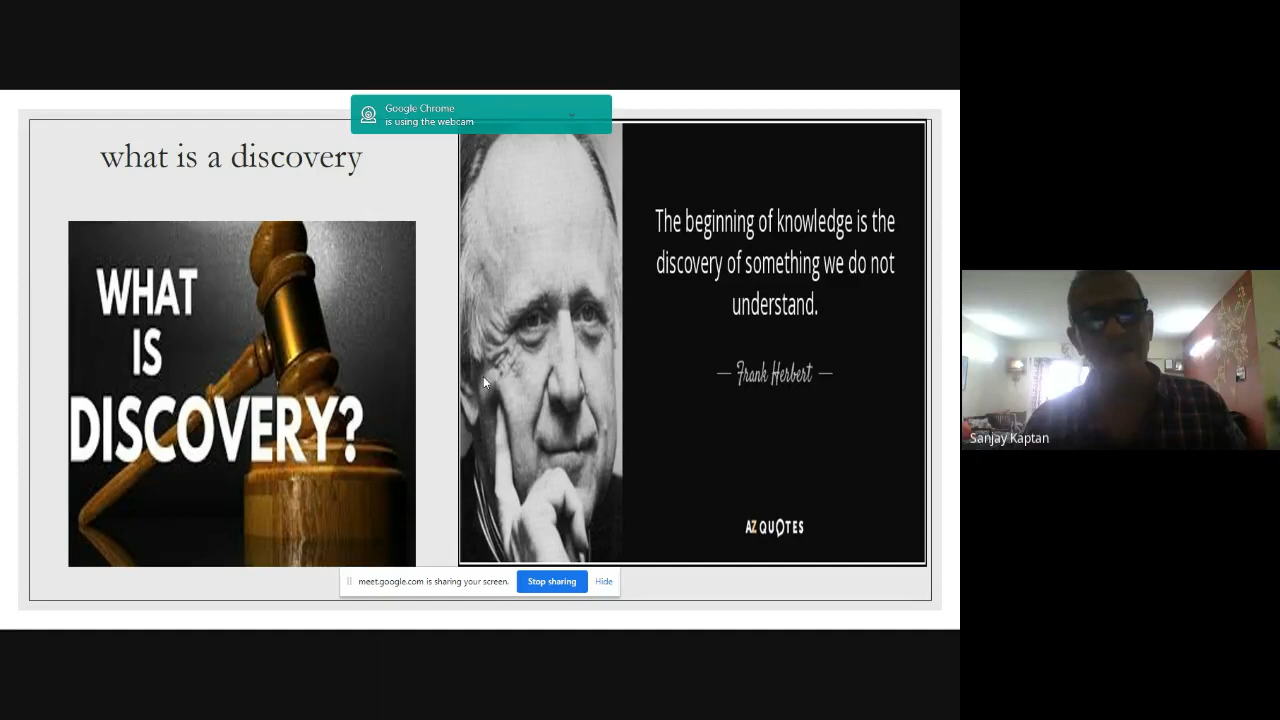 Google Chrome
is using the webcam
what is a discovery
WHAT
IS
DISCOVERY?
The beginning of knowledge is the
discovery of something we do not
understand.
— Frank Herbert —
AZ QUOTES
meet.google.com is sharing your screen.
Stop sharing
Hide
Sanjay Kaptan